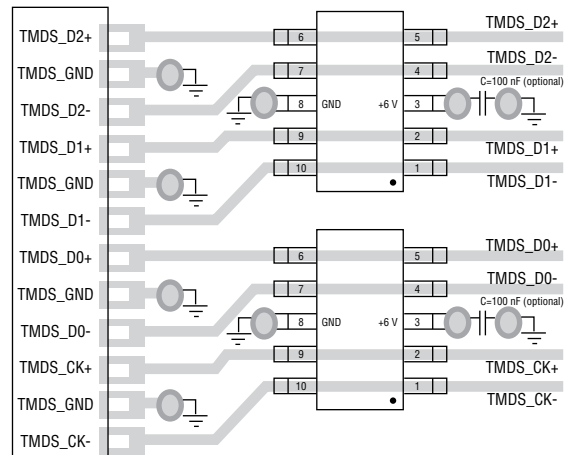 TMDS_D2+
TMDS_GND
TMDS_D2-
TMDS_D1+
TMDS_GND
TMDS_D1-
TMDS_D0+
TMDS_GND
TMDS_D0-
TMDS_CK+
TMDS_GND
TMDS_CK-
6 5 TMDS_D2+
7 4 TMDS_D2-
C=100 nF (optional)
8 GND +6 V 3
9 2 TMDS_D1+
10 1 TMDS_D1-
6 5 TMDS_D0+
7 4 TMDS_D0-
C=100 nF (optional)
8 GND +6 V 3
9 2 TMDS_CK+
10 1 TMDS_CK-